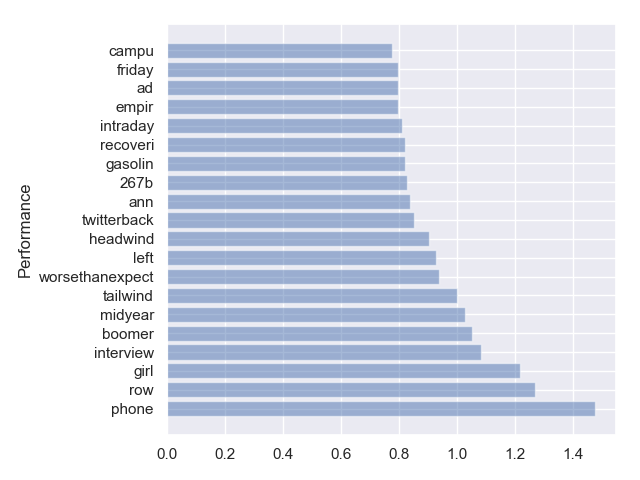 campu
friday
ad
empir
intraday
recoveri
gasolin
267b
ann
twitterback
headwind
left
worsethanexpect
tailwind
midyear
boomer
interview
girl
row
phone
Performance
0.0 0.2 0.4 0.6 0.8 1.0 1.2 1.4